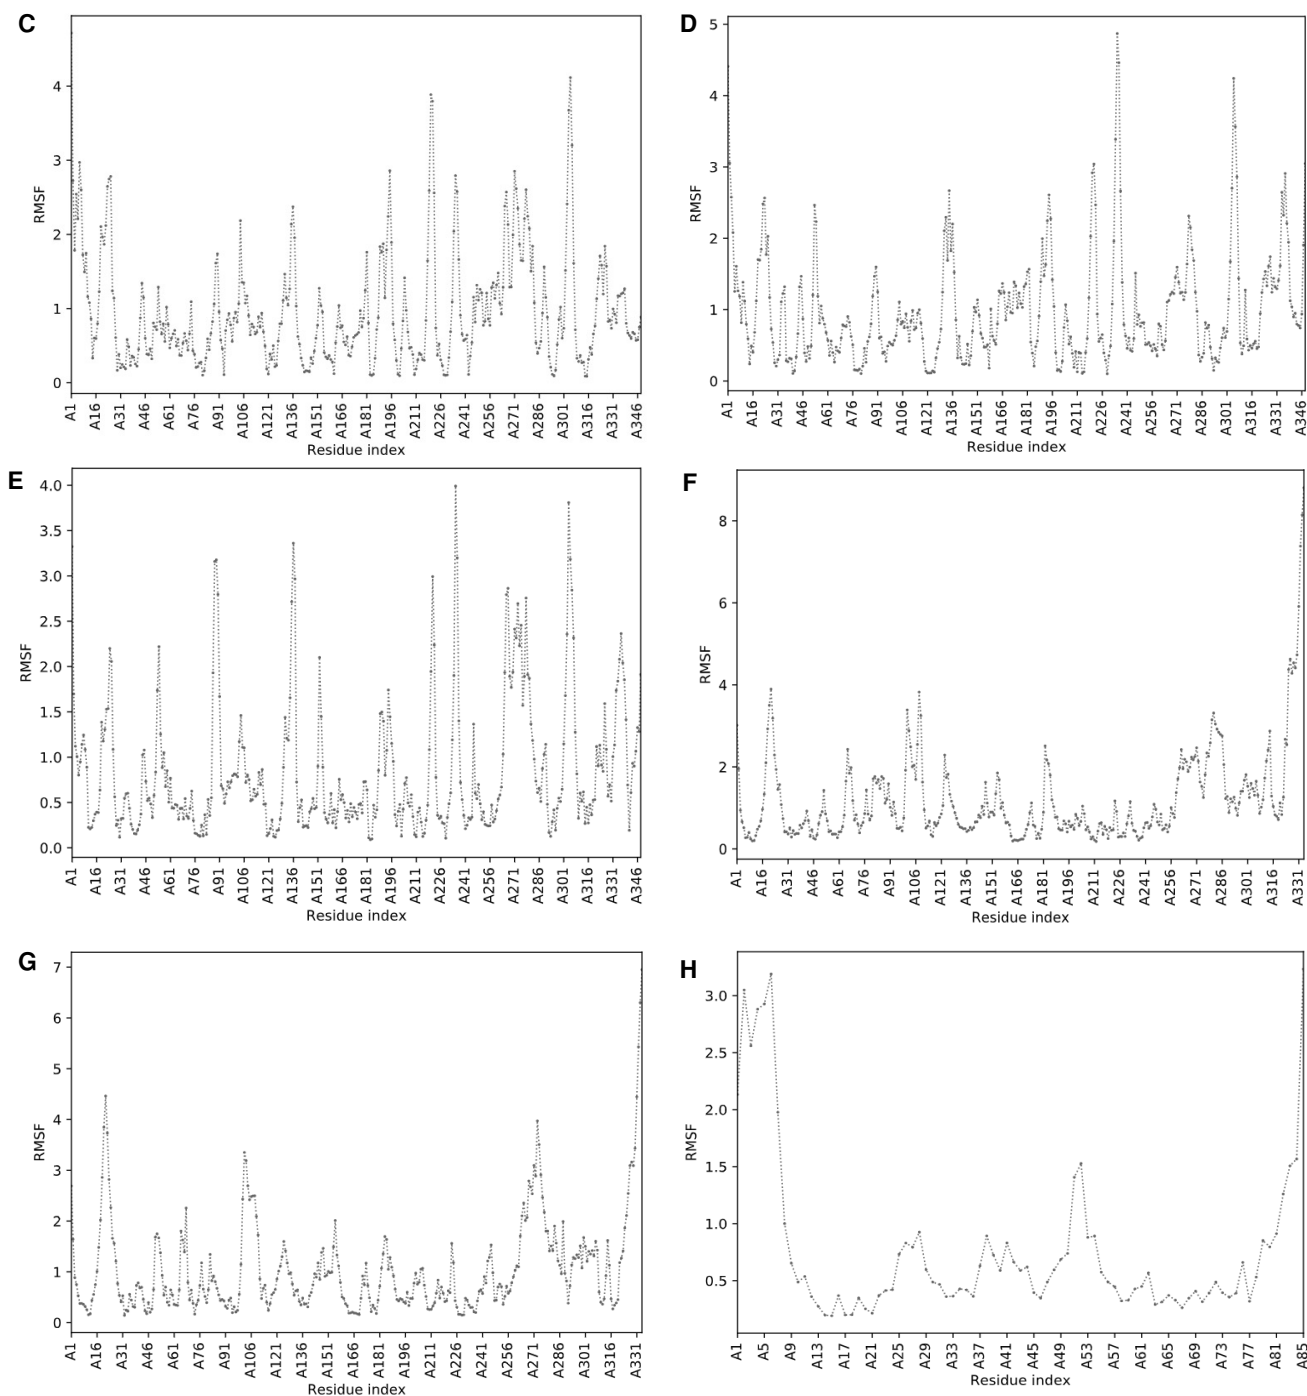 C
RMSF
4
3
2
1
0
A1 A16 A31 A46 A61 A76 A91 A106 A121 A136 A151 A166 A181 A196 A211 A226 A241 A256 A271 A286 A301 A316 A331 A346
Residue index
D
RMSF
5
4
3
2
1
0
A1 A16 A31 A46 A61 A76 A91 A106 A121 A136 A151 A166 A181 A196 A211 A226 A241 A256 A271 A286 A301 A316 A331 A346
Residue index
E
RMSF
4.0
3.5
3.0
2.5
2.0
1.5
1.0
0.5
0.0
A1 A16 A31 A46 A61 A76 A91 A106 A121 A136 A151 A166 A181 A196 A211 A226 A241 A256 A271 A286 A301 A316 A331 A346
Residue index
F
RMSF
8
6
4
2
0
A1 A16 A31 A46 A61 A76 A91 A106 A121 A136 A151 A166 A181 A196 A211 A226 A241 A256 A271 A286 A301 A316 A331
Residue index
G
RMSF
7
6
5
4
3
2
1
0
A1 A16 A31 A46 A61 A76 A91 A106 A121 A136 A151 A166 A181 A196 A211 A226 A241 A256 A271 A286 A301 A316 A331
Residue index
H
RMSF
3.0
2.5
2.0
1.5
1.0
0.5
A1 A5 A9 A13 A17 A21 A25 A29 A33 A37 A41 A45 A49 A53 A57 A61 A65 A69 A73 A77 A81 A85
Residue index